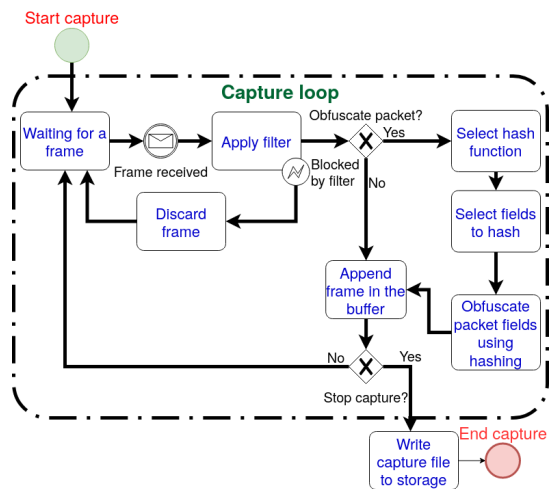 Start capture
Capture loop
Obfuscate packet?
Waiting for a
frame
Frame received
Apply filter
Yes
Select hash
function
Blocked
by filter
No
Discard
frame
Select fields
to hash
Append
frame in the
buffer
Obfuscate
packet fields
using
hashing
No
Yes
Stop capture?
Write
capture file
to storage
End capture